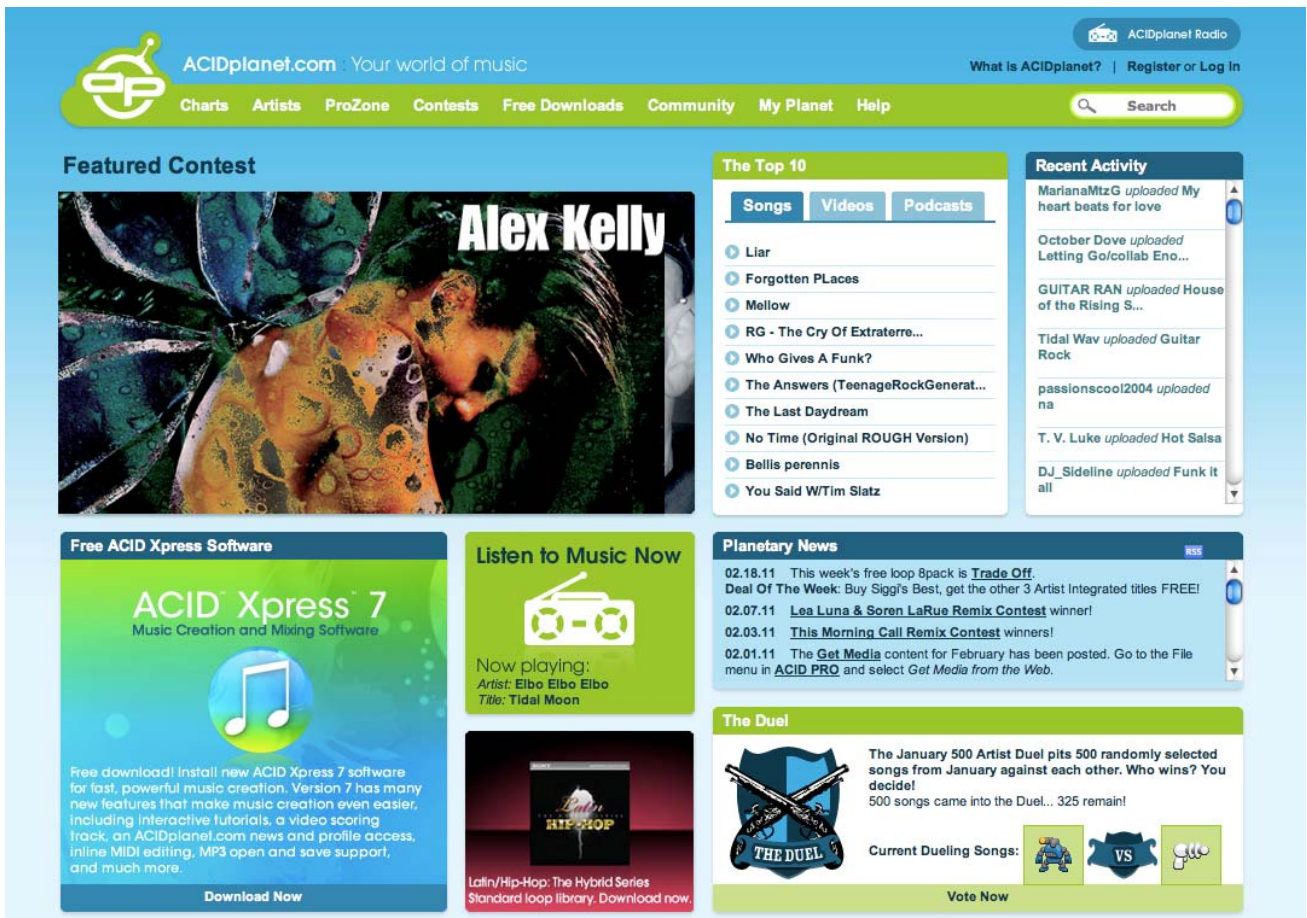 ACIDplanet Radio
ACIDplanet.com : Your world of music
What is ACIDplanet? | Register or Log In
ap
Charts Artists ProZone Contests Free Downloads Community My Planet Help
Search
Featured Contest
Alex Kelly
The Top 10
Songs Videos Podcasts
Liar
Forgotten PLaces
Mellow
RG - The Cry Of Extraterre...
Who Gives A Funk?
The Answers (TeenageRockGenerat...
The Last Daydream
No Time (Original ROUGH Version)
Bellis perennis
You Said W/Tim Slatz
Recent Activity
MarianaMtzG uploaded My
heart beats for love
October Dove uploaded
Letting Go/collab Eno...
GUITAR RAN uploaded House
of the Rising S...
Tidal Wav uploaded Guitar
Rock
passionscool2004 uploaded
na
T. V. Luke uploaded Hot Salsa
DJ_Sideline uploaded Funk it
all
Free ACID Xpress Software
ACID™ Xpress™ 7
Music Creation and Mixing Software
Free download! Install new ACID Xpress 7 software
for fast, powerful music creation. Version 7 has many
new features that make music creation even easier,
including interactive tutorials, a video scoring
track, an ACIDplanet.com news and profile access,
inline MIDI editing, MP3 open and save support,
and much more.
Download Now
Listen to Music Now
Now playing:
Artist: Elbo Elbo Elbo
Title: Tidal Moon
SONY
Latin
HIP-HOP
Latin/Hip-Hop: The Hybrid Series
Standard loop library. Download now.
Planetary News
RSS
02.18.11 This week's free loop 8pack is Trade Off.
Deal Of The Week: Buy Siggi's Best, get the other 3 Artist Integrated titles FREE!
02.07.11 Lea Luna & Soren LaRue Remix Contest winner!
02.03.11 This Morning Call Remix Contest winners!
02.01.11 The Get Media content for February has been posted. Go to the File
menu in ACID PRO and select Get Media from the Web.
The Duel
THE DUEL
The January 500 Artist Duel pits 500 randomly selected
songs from January against each other. Who wins? You
decide!
500 songs came into the Duel... 325 remain!
Current Dueling Songs:
VS
Vote Now